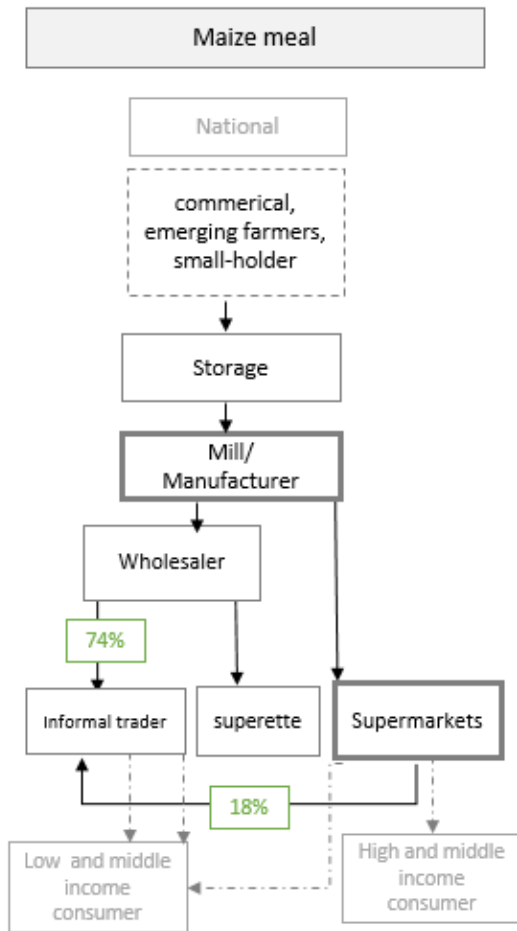 Maize meal
National
commerical,
emerging farmers,
small-holder
Storage
Mill/
Manufacturer
Wholesaler
74%
Informal trader
superette
Supermarkets
18%
Low and middle
income
consumer
High and middle
income
consumer